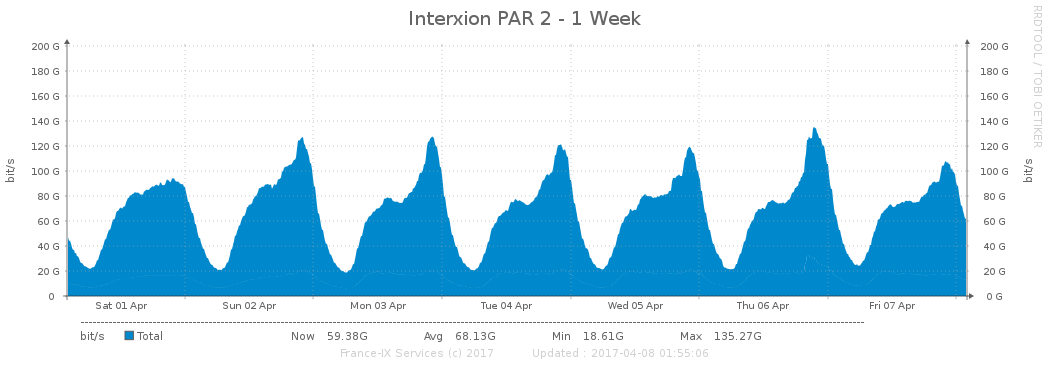 Interxion PAR 2 - 1 Week
RRDTOOL / TOBI OETIKER
200 G 200 G
180 G 180 G
160 G 160 G
140 G 140 G
120 G 120 G
100 G 100 G
80 G 80 G
60 G 60 G
40 G 40 G
20 G 20 G
0 0 G
bit/s
bit/s
Sat 01 Apr Sun 02 Apr Mon 03 Apr Tue 04 Apr Wed 05 Apr Thu 06 Apr Fri 07 Apr
bit/s Total Now 59.38G Avg 68.13G Min 18.61G Max 135.27G
France-IX Services (c) 2017 Updated : 2017-04-08 01:55:06